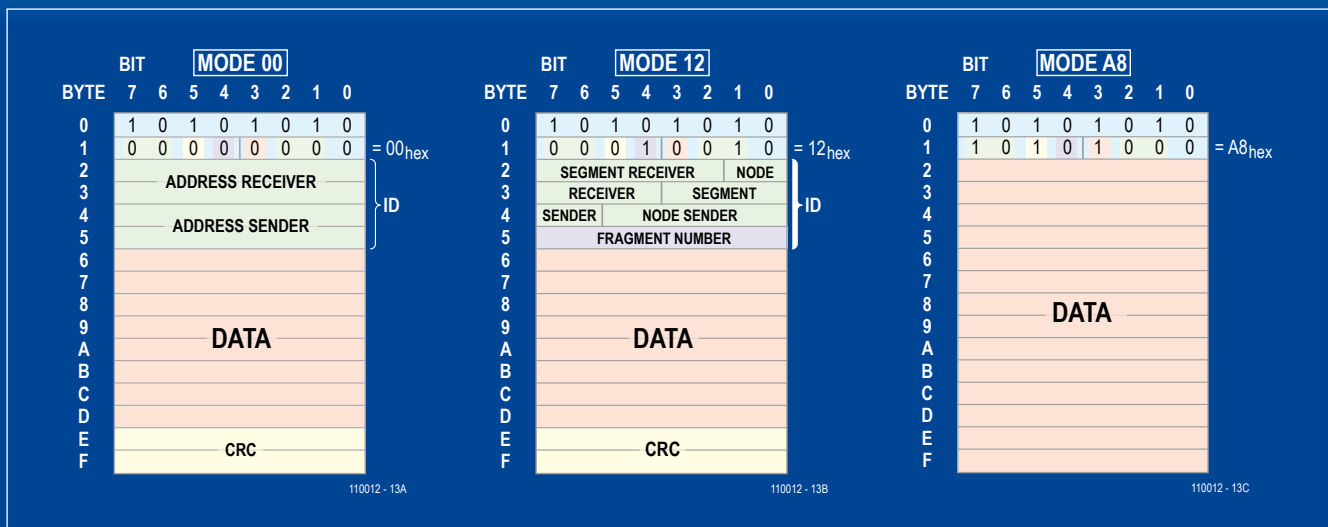 BIT MODE 00
BYTE 7 6 5 4 3 2 1 0
0 1 0 1 0 1 0 1 0
1 0 0 0 0 0 0 0 0 = 00hex
2
ADDRESS RECEIVER
3
ID
4
ADDRESS SENDER
5
6
7
8
9
DATA
A
B
C
D
E
CRC
F
110012 - 13A
BIT MODE 12
BYTE 7 6 5 4 3 2 1 0
0 1 0 1 0 1 0 1 0
1 0 0 0 1 0 0 1 0 = 12hex
2 SEGMENT RECEIVER NODE
3 RECEIVER SEGMENT
ID
4 SENDER NODE SENDER
5 FRAGMENT NUMBER
6
7
8
9
DATA
A
B
C
D
E
CRC
F
110012 - 13B
BIT MODE A8
BYTE 7 6 5 4 3 2 1 0
0 1 0 1 0 1 0 1 0
1 1 0 1 0 1 0 0 0 = A8hex
2
3
4
5
6
7
8
DATA
9
A
B
C
D
E
F
110012 - 13C